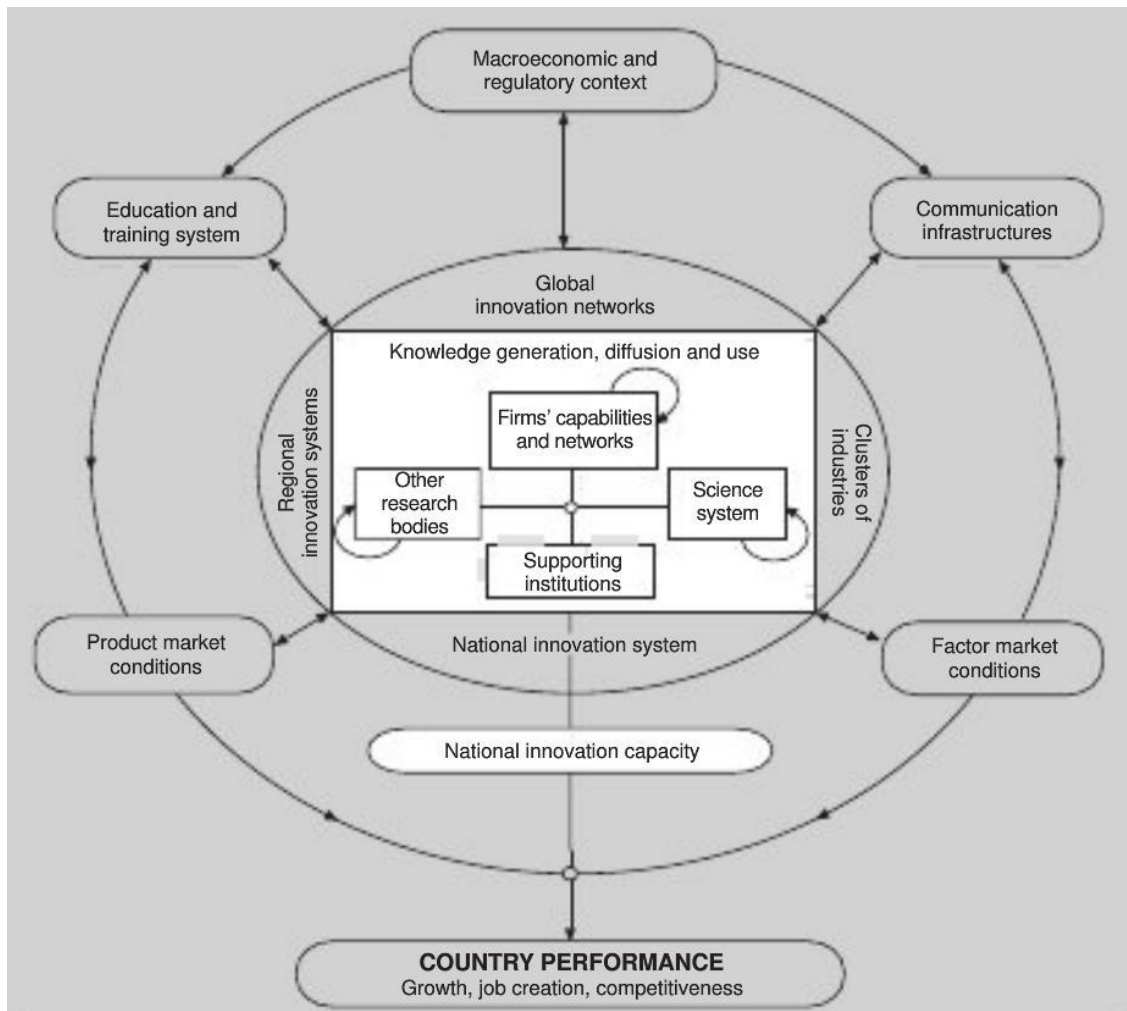 Macroeconomic and
regulatory context
Education and
training system
Communication
infrastructures
Global
innovation networks
Knowledge generation, diffusion and use
Firms' capabilities
and networks
Regional
innovation systems
Clusters of
industries
Other
research
bodies
Science
system
Supporting
institutions
Product market
conditions
National innovation system
Factor market
conditions
National innovation capacity
COUNTRY PERFORMANCE
Growth, job creation, competitiveness